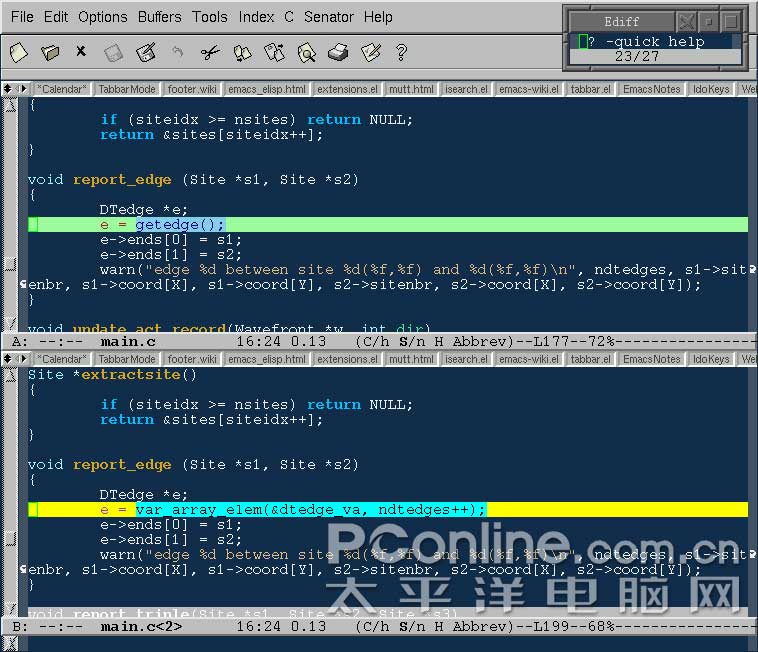 File Edit Options Buffers Tools Index C Senator Help
Ediff
? -quick help
23/27
*Calendar* TabbarMode footer.wiki emacs_elisp.html extensions.el mutt.html isearch.el emacs-wiki.el tabbar.el EmacsNotes IdoKeys Wel
{
if (siteidx >= nsites) return NULL;
return &sites[siteidx++];
}
void report_edge (Site *s1, Site *s2)
{
DTedge *e;
e = getedge();
e->ends[0] = s1;
e->ends[1] = s2;
warn("edge %d between site %d(%f,%f) and %d(%f,%f)\n", ndtedges, s1->sit
enbr, s1->coord[X], s1->coord[Y], s2->sitenbr, s2->coord[X], s2->coord[Y]);
}
void update_act_record(Wavefront *w, int dir)
A: --:-- main.c 16:24 0.13 (C/h S/n H Abbrev)--L177--72%----------------
*Calendar* TabbarMode footer.wiki emacs_elisp.html extensions.el mutt.html isearch.el emacs-wiki.el tabbar.el EmacsNotes IdoKeys Wel
Site *extractsite()
{
if (siteidx >= nsites) return NULL;
return &sites[siteidx++];
}
void report_edge (Site *s1, Site *s2)
{
DTedge *e;
e = var_array_elem(&dtedge_va, ndtedges++);
e->ends[0] = s1;
e->ends[1] = s2;
warn("edge %d between site %d(%f,%f) and %d(%f,%f)\n", ndtedges, s1->sit
enbr, s1->coord[X], s1->coord[Y], s2->sitenbr, s2->coord[X], s2->coord[Y]);
}
void report_triple(Site *s1, Site *s2, Site *s3)
B: --:-- main.c<2> 16:24 0.13 (C/h S/n H Abbrev)--L199--68%----------------
PConline.com.cn
太平洋电脑网